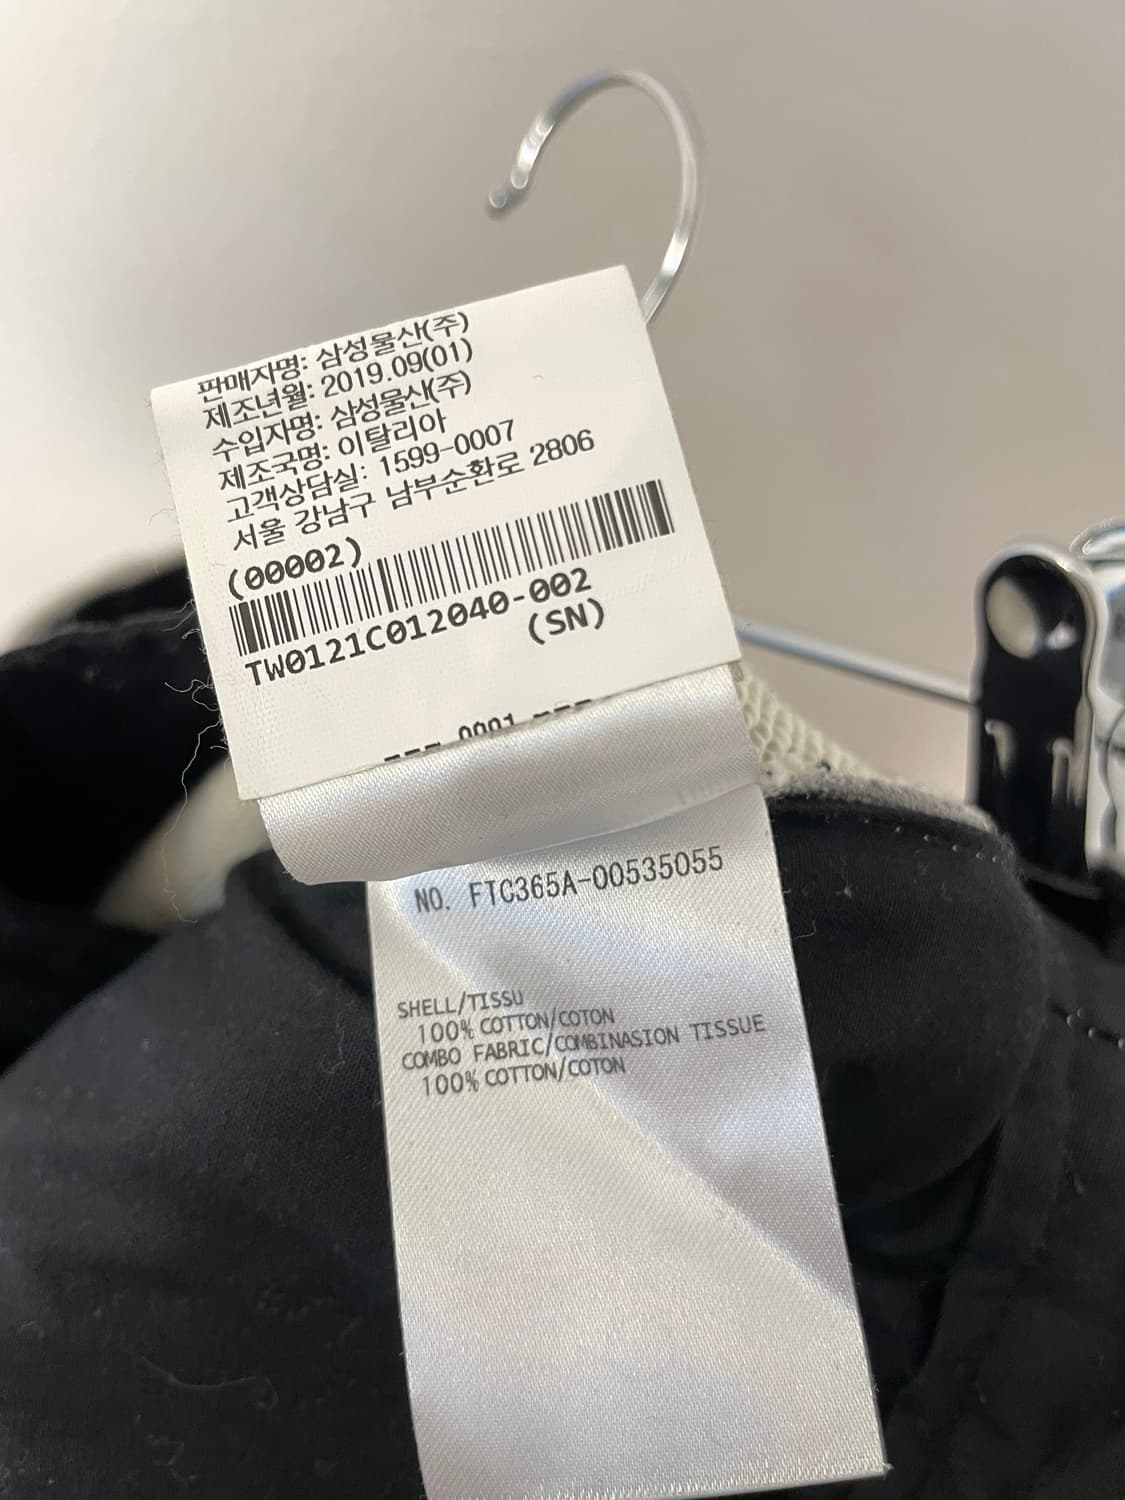 판매자명: 삼성물산(주)
제조년월: 2019.09(01)
수입자명: 삼성물산(주)
제조국명: 이탈리아
고객상담실: 1599-0007
서울 강남구 남부순환로 2806
(00002)
TW0121C012040-002
(SN)
--- 0001 ---
NO. FTC365A-00535055
SHELL/TISSU
100% COTTON/COTON
COMBO FABRIC/COMBINASION TISSUE
100% COTTON/COTON